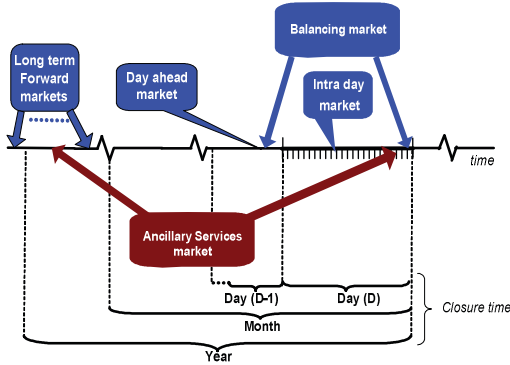 Balancing market
Long term
Forward
markets
Day ahead
market
Intra day
market
time
Ancillary Services
market
Day (D-1)
Day (D)
Closure time
Month
Year